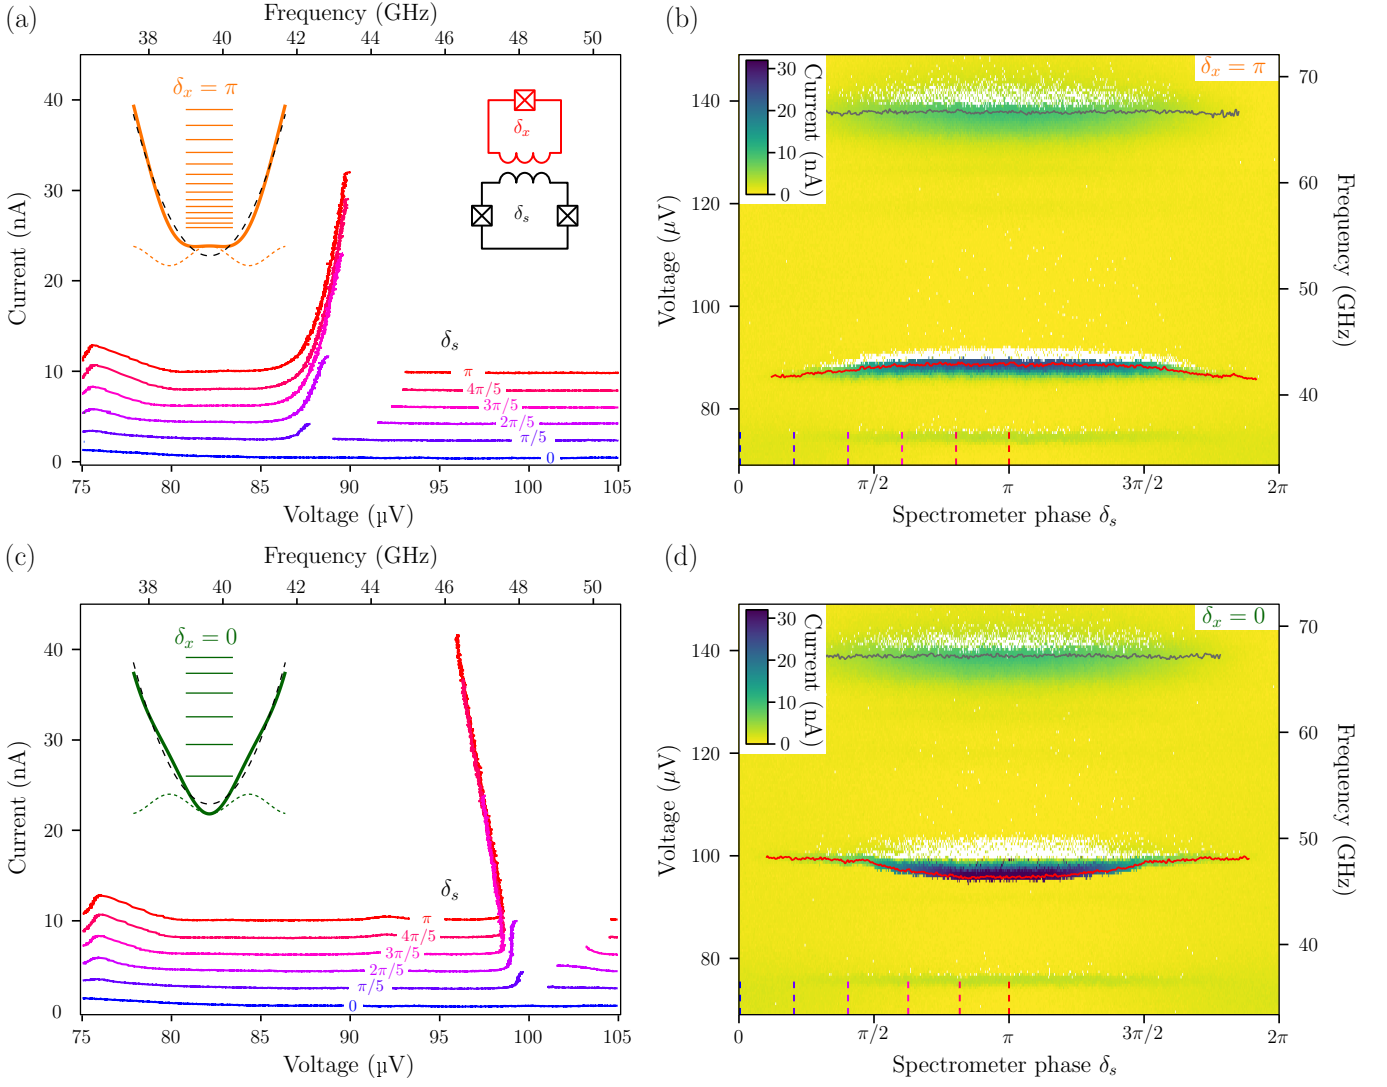 (a)
Frequency (GHz)
38 40 42 44 46 48 50
Current (nA)
40
30
20
10
0
δx = π
δx
δs
δs
π
4π/5
3π/5
2π/5
π/5
0
75 80 85 90 95 100 105
Voltage (µV)
(b)
Voltage (µV)
140
120
100
80
Current (nA)
30
20
10
0
δx = π
70
60
50
40
Frequency (GHz)
0 π/2 π 3π/2 2π
Spectrometer phase δs
(c)
Frequency (GHz)
38 40 42 44 46 48 50
Current (nA)
40
30
20
10
0
δx = 0
δs
π
4π/5
3π/5
2π/5
π/5
0
75 80 85 90 95 100 105
Voltage (µV)
(d)
Voltage (µV)
140
120
100
80
Current (nA)
30
20
10
0
δx = 0
70
60
50
40
Frequency (GHz)
0 π/2 π 3π/2 2π
Spectrometer phase δs